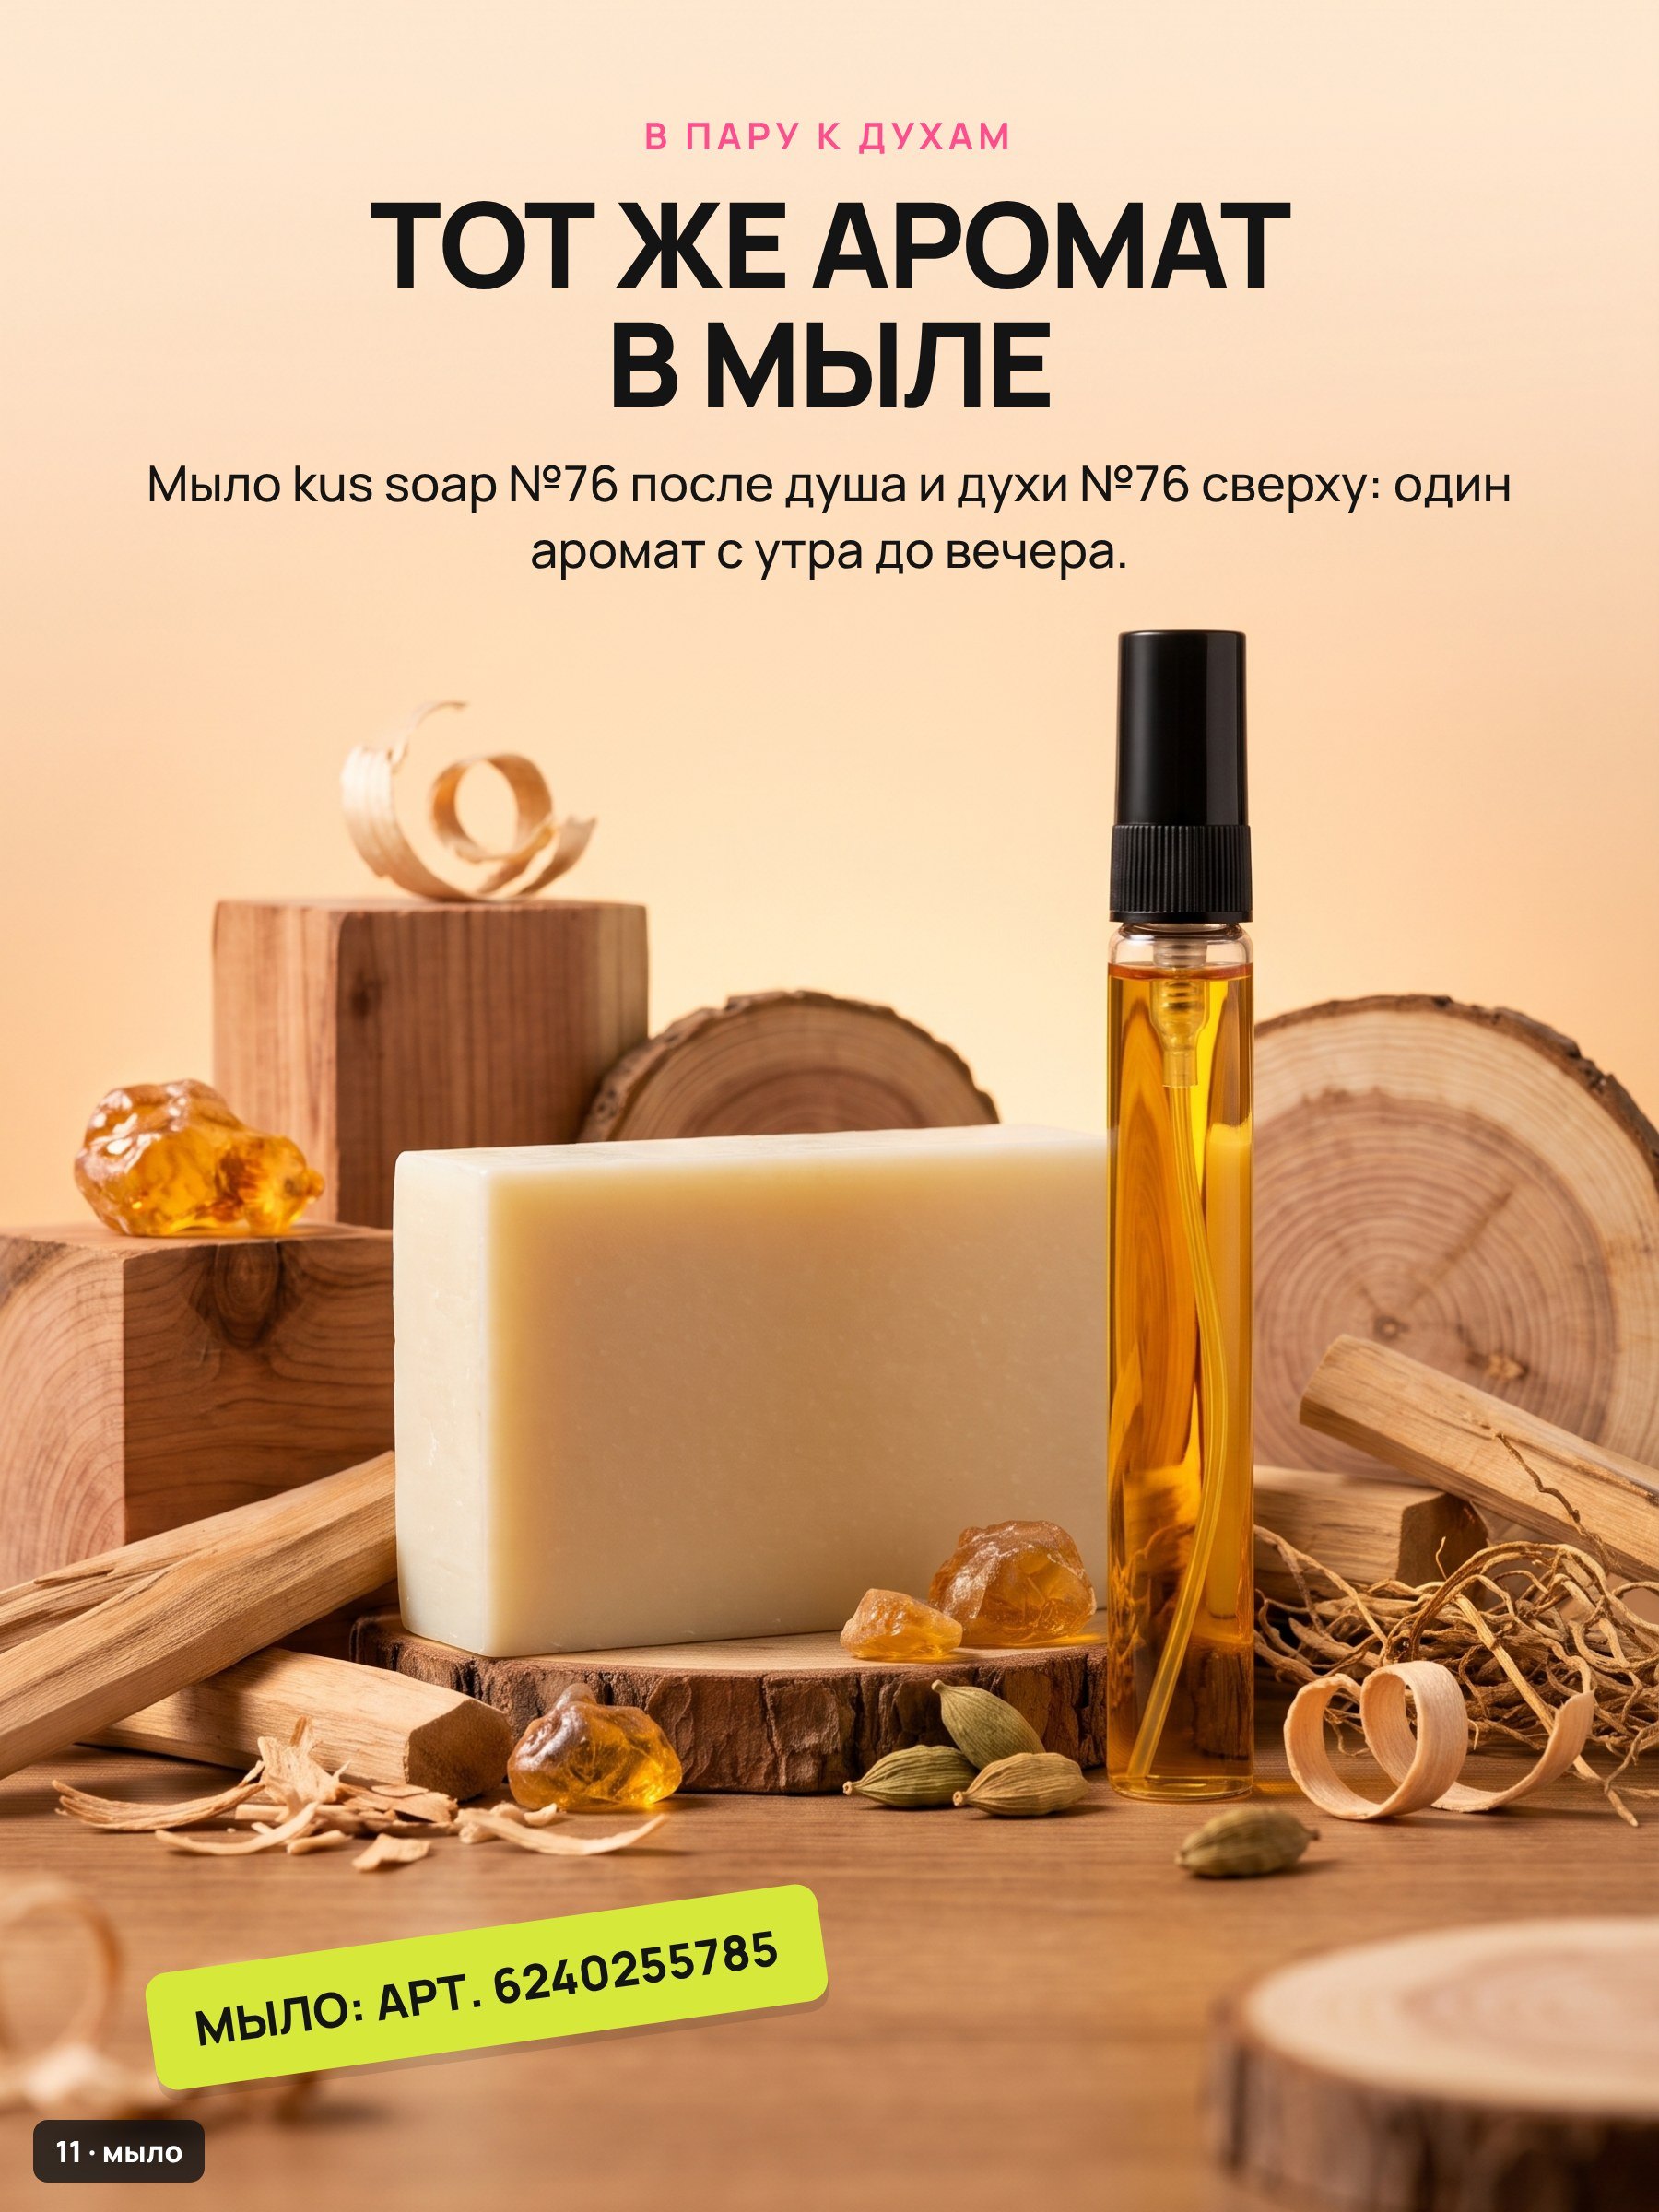 В ПАРУ К ДУХАМ
ТОТ ЖЕ АРОМАТ
В МЫЛЕ
Мыло kus soap №76 после душа и духи №76 сверху: один
аромат с утра до вечера.
МЫЛО: АРТ. 6240255785
11 · мыло